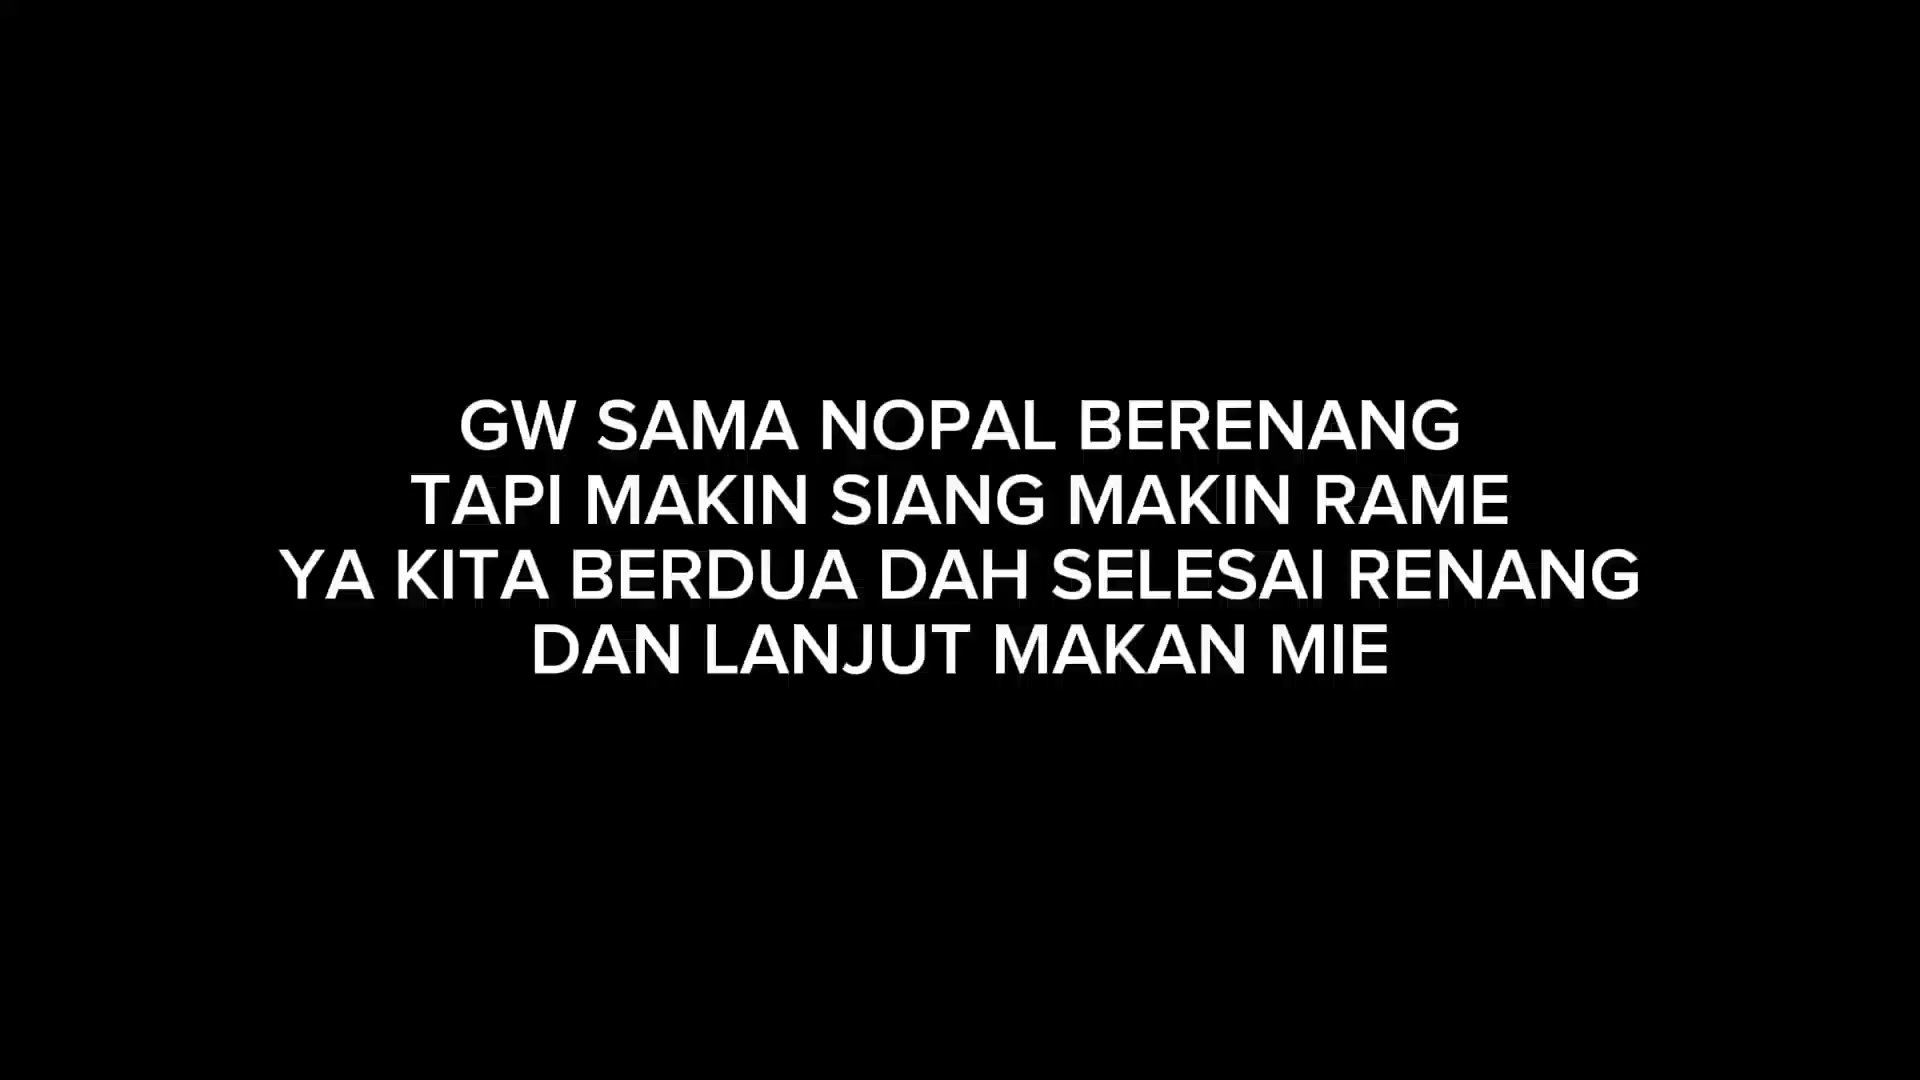 GW SAMA NOPAL BERENANG
TAPI MAKIN SIANG MAKIN RAME
YA KITA BERDUA DAH SELESAI RENANG
DAN LANJUT MAKAN MIE